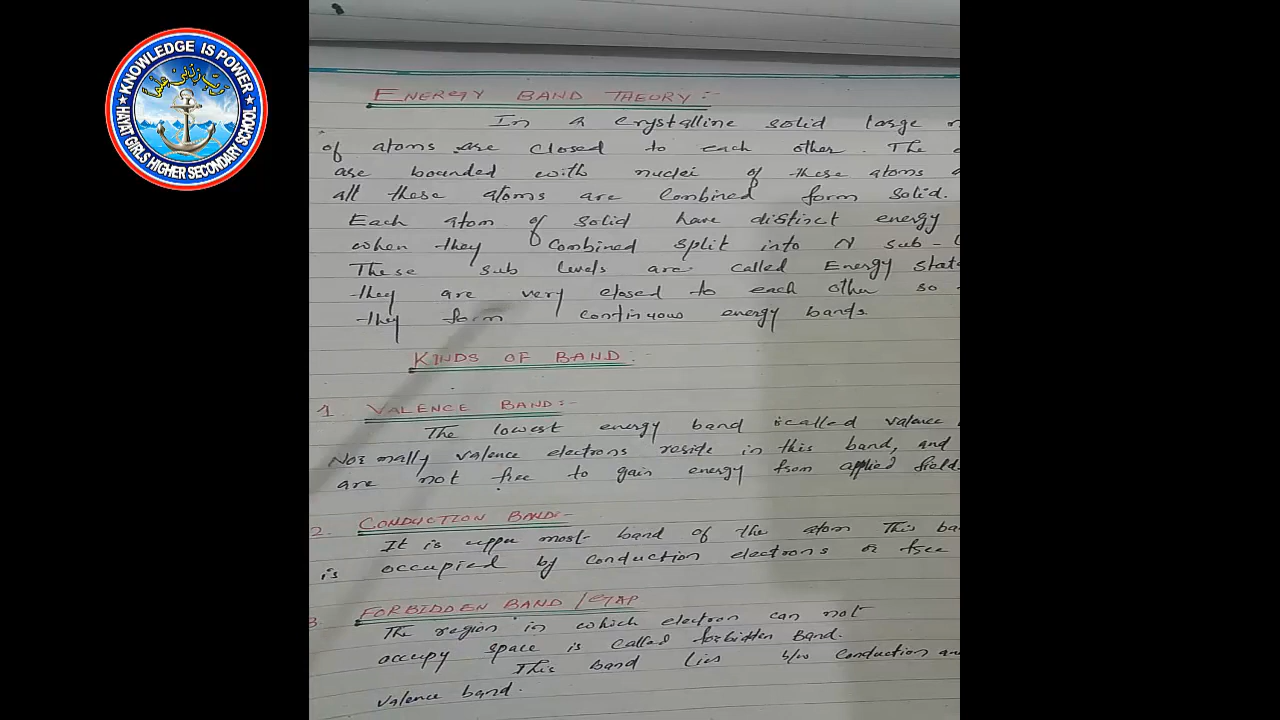 KNOWLEDGE IS POWER
HAYAT GIRLS HIGHER SECONDARY SCHOOL
ENERGY BAND THEORY :-
In a crystalline solid large
of atoms are closed to each other. The
are bounded with nuclei of these atoms
all these atoms are combined form solid.
Each atom of solid have distinct energy
when they combined split into N sub-
These sub levels are called Energy stat
they are very closed to each other so
they form continuous energy bands.
KINDS OF BAND :-
1. VALENCE BAND:-
The lowest energy band is called valence
Normally valence electrons reside in this band, and
are not free to gain energy from applied field.
2. CONDUCTION BAND:-
It is upper most band of the atom This ba
is occupied by conduction electrons or free
3. FORBIDDEN BAND / GAP
The region in which electron can not
occupy space is called forbidden Band.
This band lies b/w conduction an
valence band.